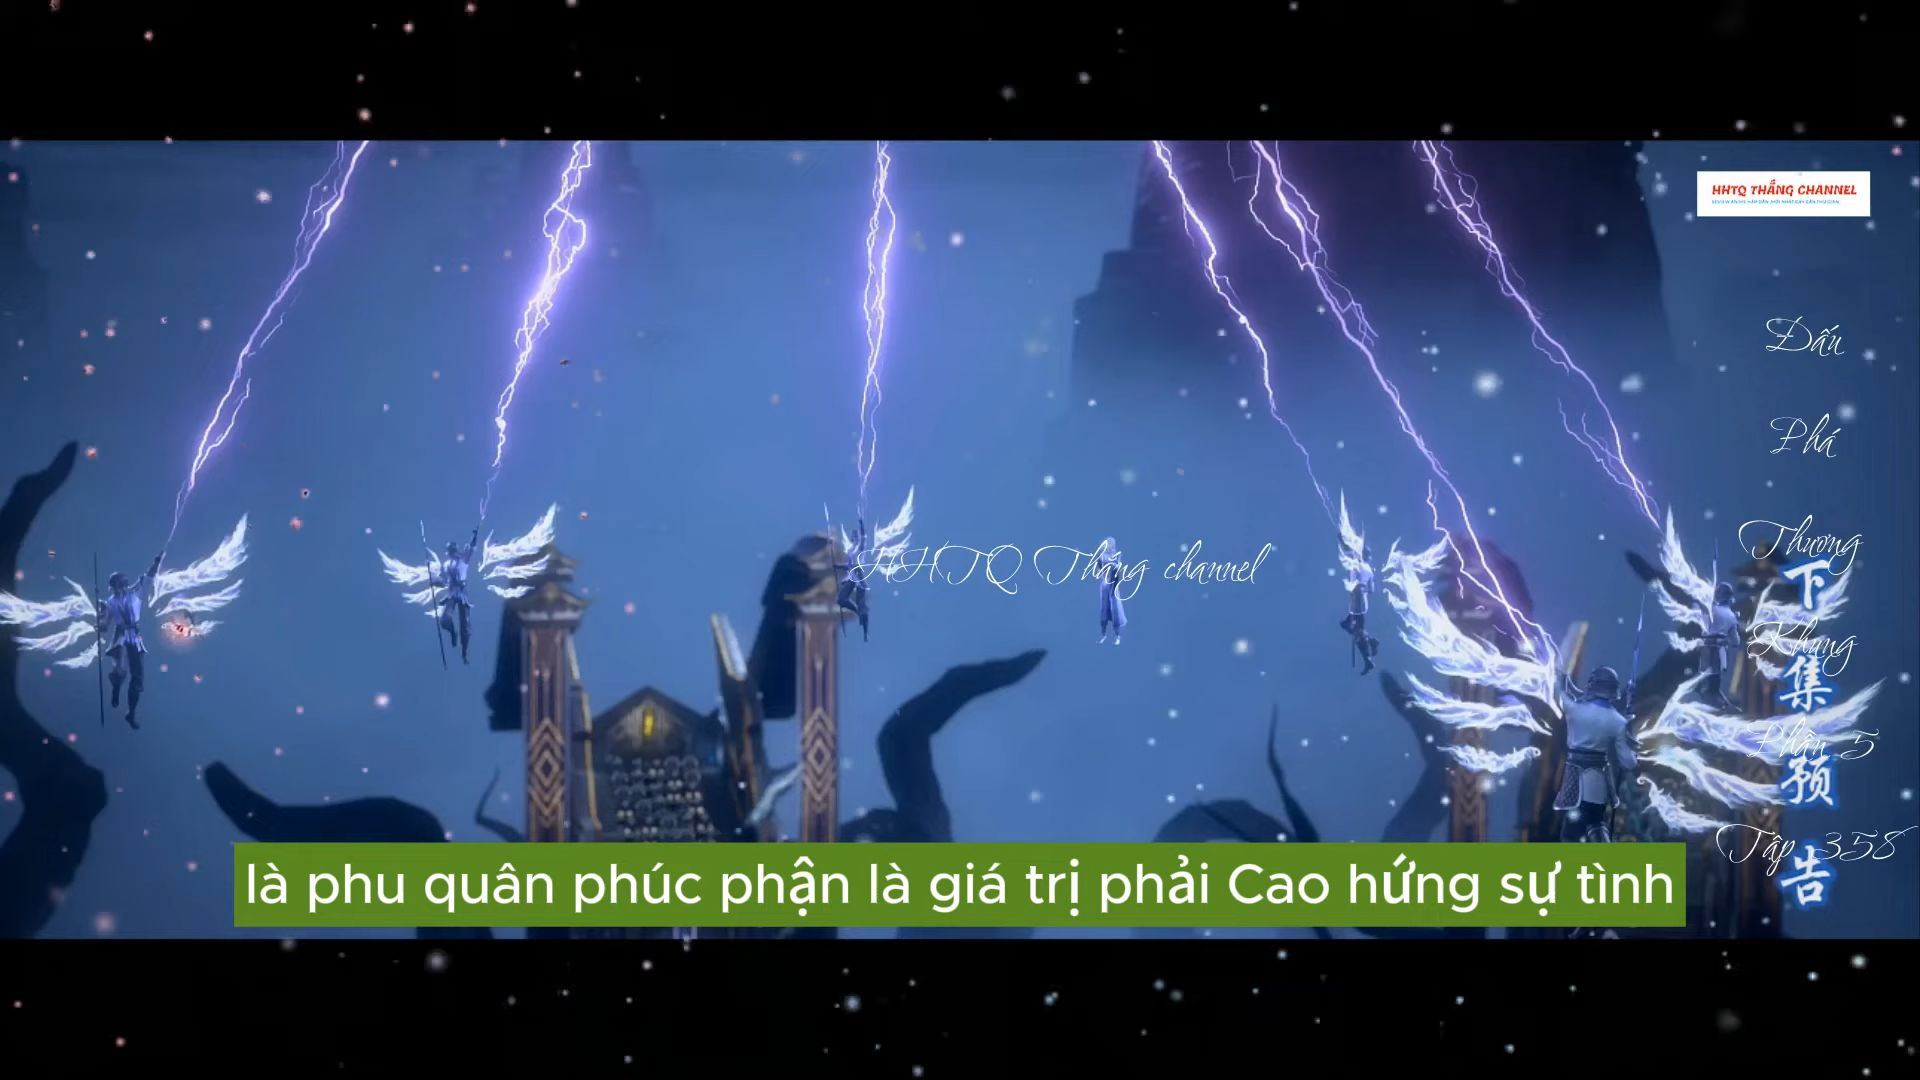 HHTQ THẮNG CHANNEL
Đấu
Phá
Thương
Khung
Phần 5
Tập 358
下集预告
HHTQ Thắng channel
là phu quân phúc phận là giá trị phải Cao hứng sự tình